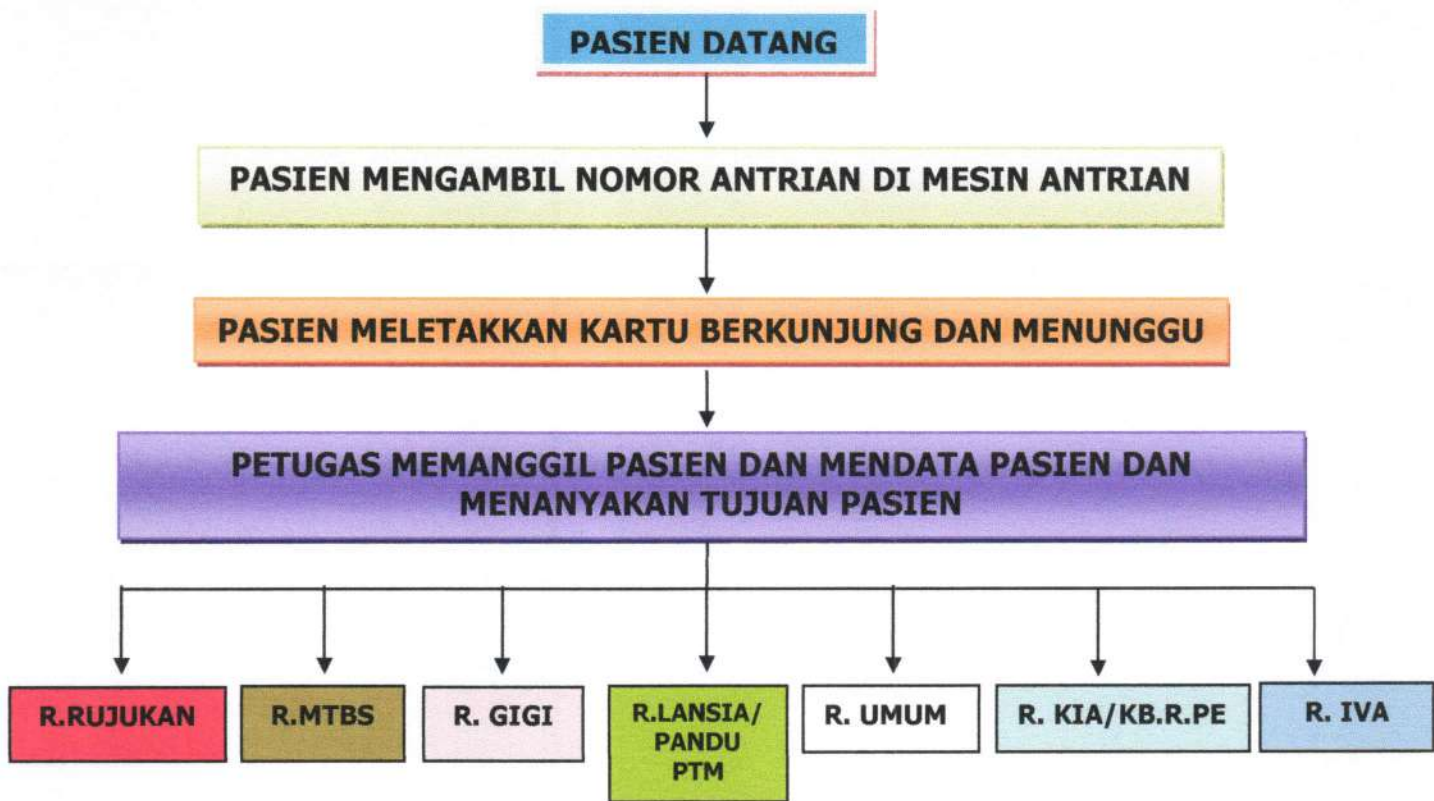 PASIEN DATANG
PASIEN MENGAMBIL NOMOR ANTRIAN DI MESIN ANTRIAN
PASIEN MELETAKKAN KARTU BERKUNJUNG DAN MENUNGGU
PETUGAS MEMANGGIL PASIEN DAN MENDATA PASIEN DAN
MENANYAKAN TUJUAN PASIEN
R.RUJUKAN
R.MTBS
R. GIGI
R.LANSIA/
PANDU
PTM
R. UMUM
R. KIA/KB.R.PE
R. IVA